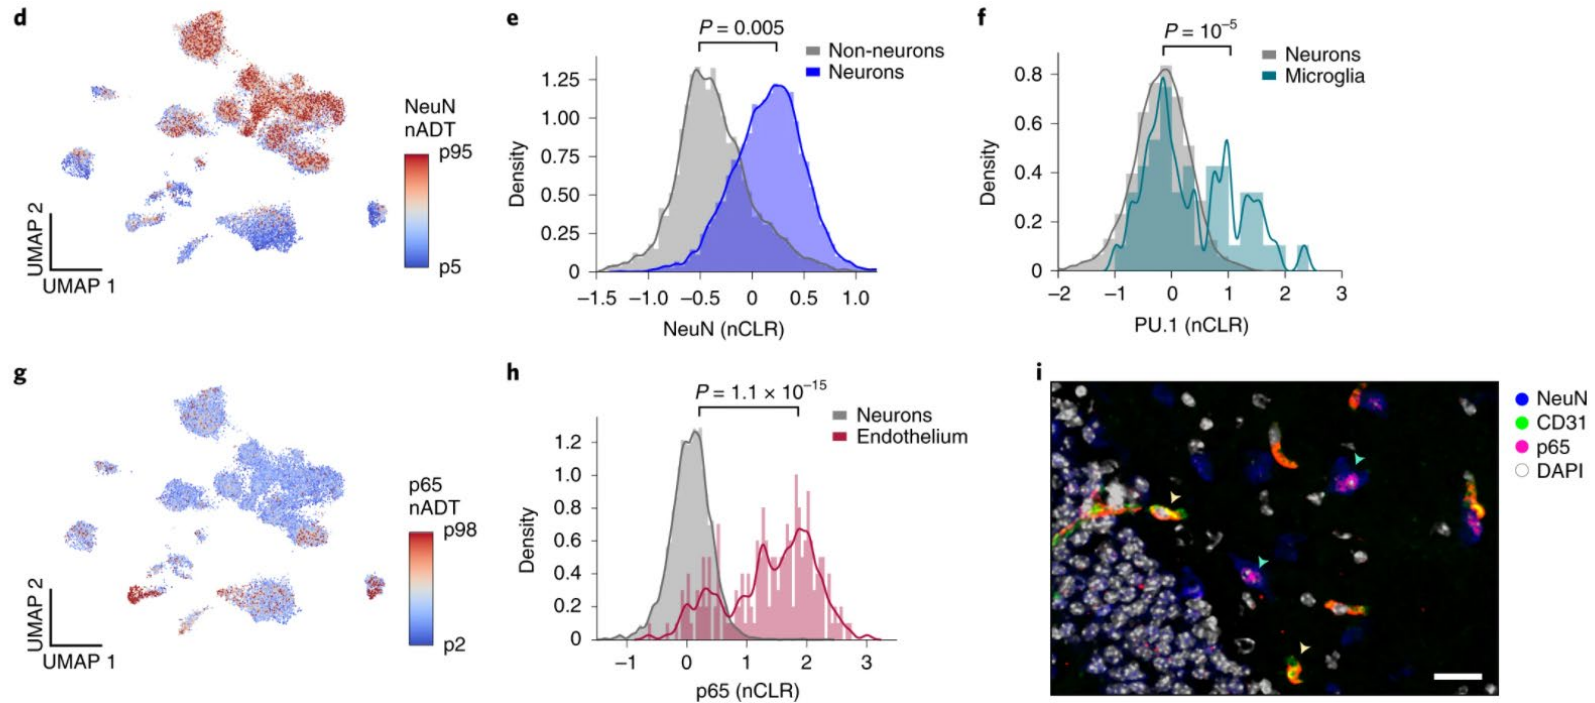 d
NeuN
nADT
p95
p5
UMAP 2
UMAP 1
e
P = 0.005
Non-neurons
Neurons
Density
1.25
1.00
0.75
0.50
0.25
0
−1.5 −1.0 −0.5 0 0.5 1.0
NeuN (nCLR)
f
P = 10⁻⁵
Neurons
Microglia
Density
0.8
0.6
0.4
0.2
0
−2 −1 0 1 2 3
PU.1 (nCLR)
g
p65
nADT
p98
p2
UMAP 2
UMAP 1
h
P = 1.1 × 10⁻¹⁵
Neurons
Endothelium
Density
1.2
1.0
0.8
0.6
0.4
0.2
0
−1 0 1 2 3
p65 (nCLR)
i
NeuN
CD31
p65
DAPI